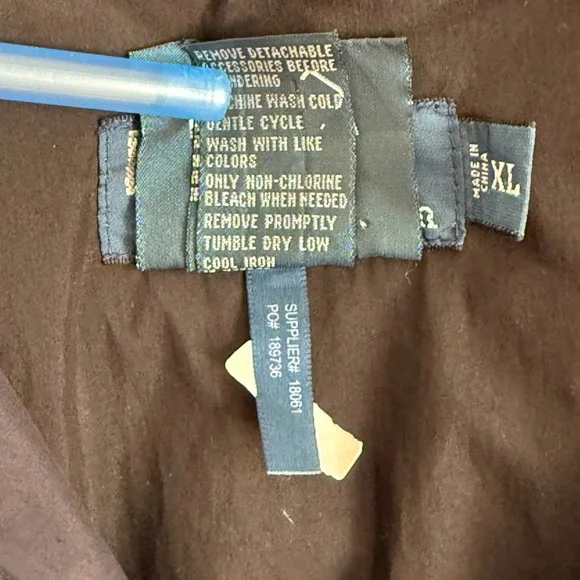 REMOVE DETACHABLE
ACCESSORIES BEFORE
CHINE WASH COLD
GENTLE CYCLE
WASH WITH LIKE
COLORS
ONLY NON-CHLORINE
BLEACH WHEN NEEDED
REMOVE PROMPTLY
TUMBLE DRY LOW
COOL IRON
MADE IN
CHINA
XL
SUPPLIER# 18061
PO# 189736